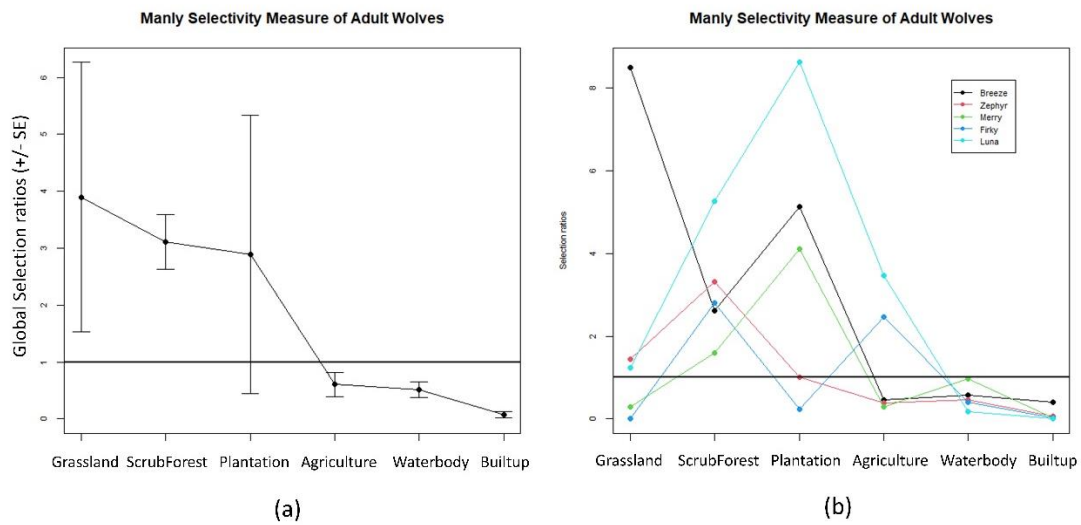 Manly Selectivity Measure of Adult Wolves
Global Selection ratios (+/- SE)
6
5
4
3
2
1
0
Grassland ScrubForest Plantation Agriculture Waterbody Builtup
(a)
Manly Selectivity Measure of Adult Wolves
Selection ratios
8
6
4
2
0
Breeze
Zephyr
Merry
Firky
Luna
Grassland ScrubForest Plantation Agriculture Waterbody Builtup
(b)